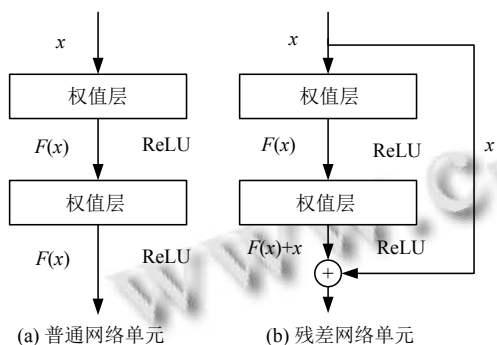 x
权值层
F(x) ReLU
权值层
F(x) ReLU
(a) 普通网络单元
x
权值层
F(x) ReLU
x
权值层
F(x)+x ReLU
+
(b) 残差网络单元
www.c